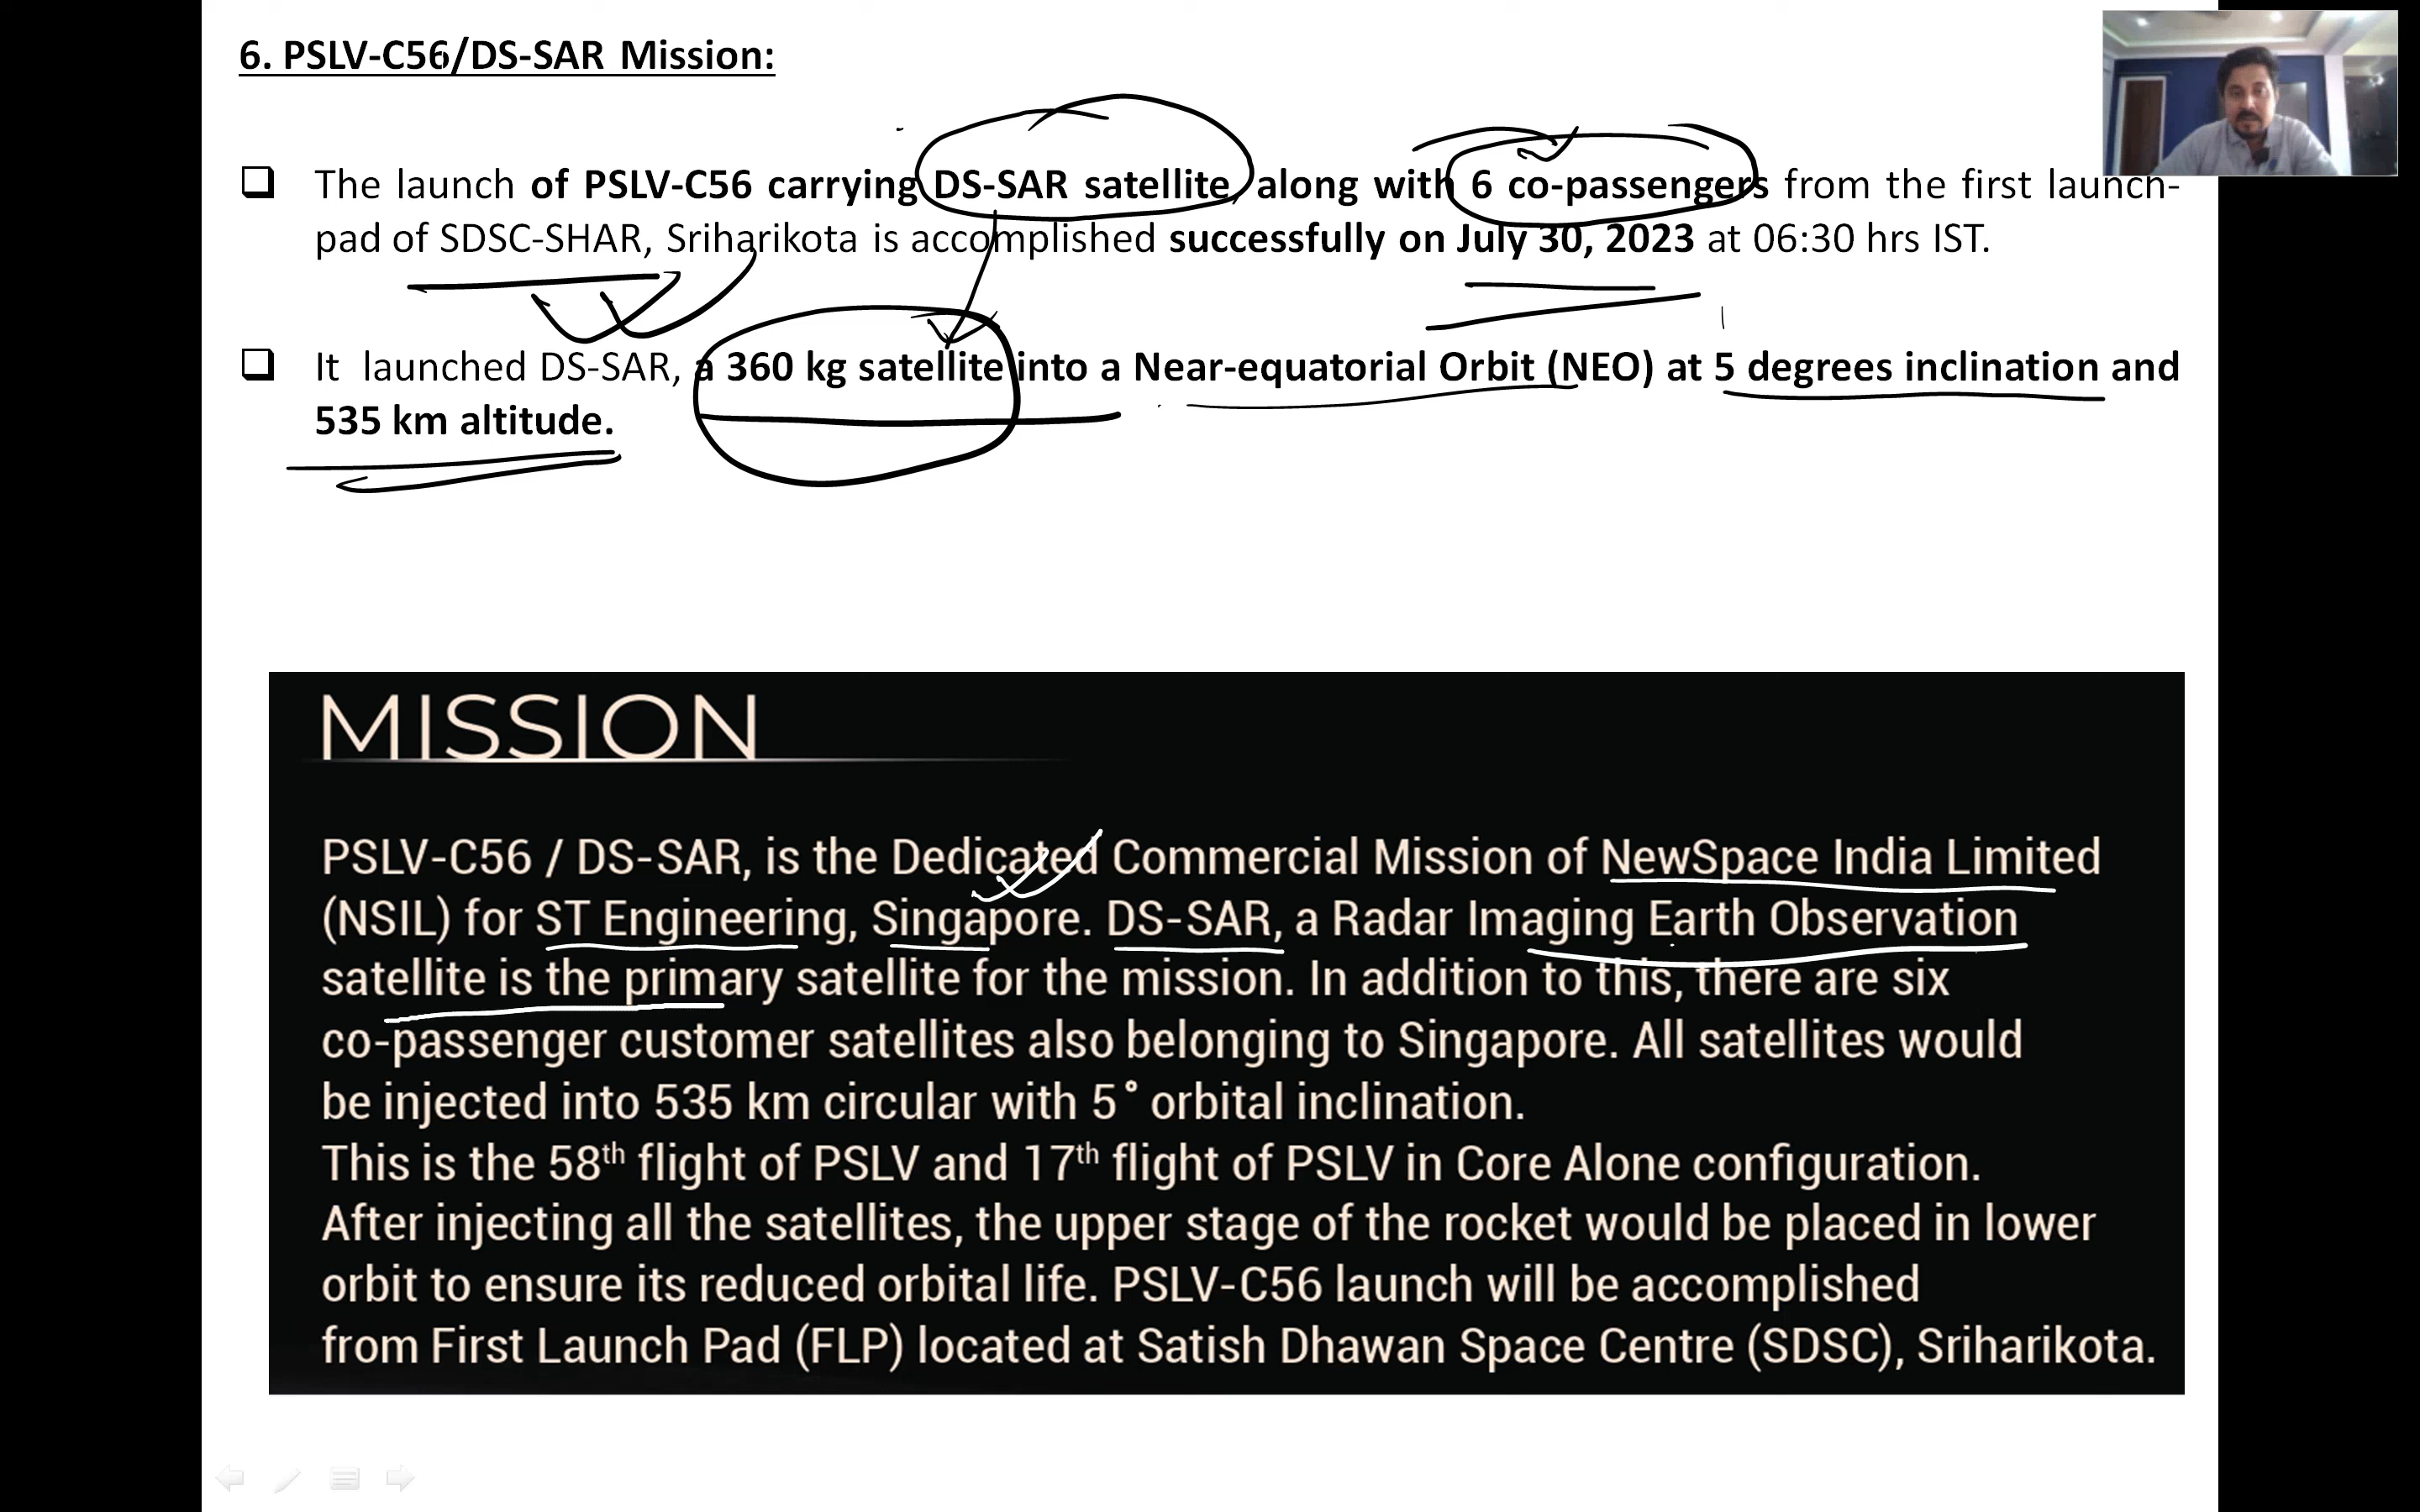 6. PSLV-C56/DS-SAR Mission:
❑ The launch of PSLV-C56 carrying DS-SAR satellite, along with 6 co-passengers from the first launch-
pad of SDSC-SHAR, Sriharikota is accomplished successfully on July 30, 2023 at 06:30 hrs IST.
❑ It launched DS-SAR, a 360 kg satellite into a Near-equatorial Orbit (NEO) at 5 degrees inclination and
535 km altitude.
MISSION
PSLV-C56 / DS-SAR, is the Dedicated Commercial Mission of NewSpace India Limited
(NSIL) for ST Engineering, Singapore. DS-SAR, a Radar Imaging Earth Observation
satellite is the primary satellite for the mission. In addition to this, there are six
co-passenger customer satellites also belonging to Singapore. All satellites would
be injected into 535 km circular with 5° orbital inclination.
This is the 58th flight of PSLV and 17th flight of PSLV in Core Alone configuration.
After injecting all the satellites, the upper stage of the rocket would be placed in lower
orbit to ensure its reduced orbital life. PSLV-C56 launch will be accomplished
from First Launch Pad (FLP) located at Satish Dhawan Space Centre (SDSC), Sriharikota.